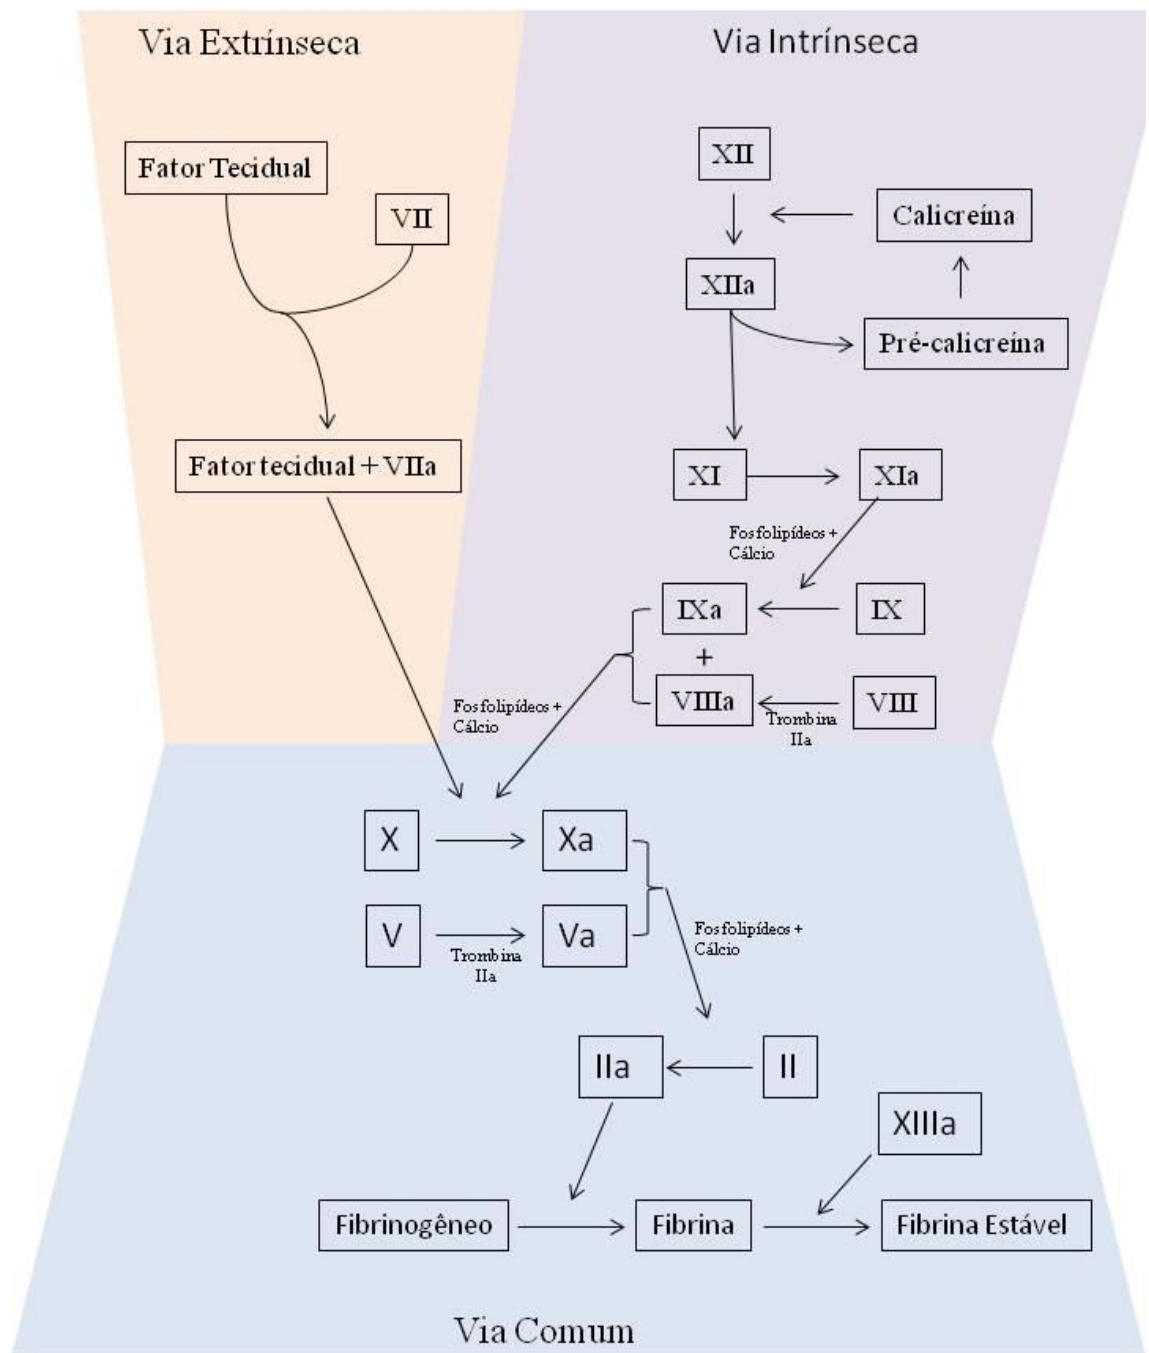 Via Extrínseca
Via Intrínseca
Fator Tecidual
VII
Fator tecidual + VIIa
XII
Calicreína
XIIa
Pré-calicreína
XI
XIa
Fosfolipídeos +
Cálcio
IXa
IX
+
VIIIa
VIII
Trombina
IIa
Fosfolipídeos +
Cálcio
X
Xa
V
Va
Trombina
IIa
Fosfolipídeos +
Cálcio
IIa
II
XIIIa
Fibrinogêneo
Fibrina
Fibrina Estável
Via Comum